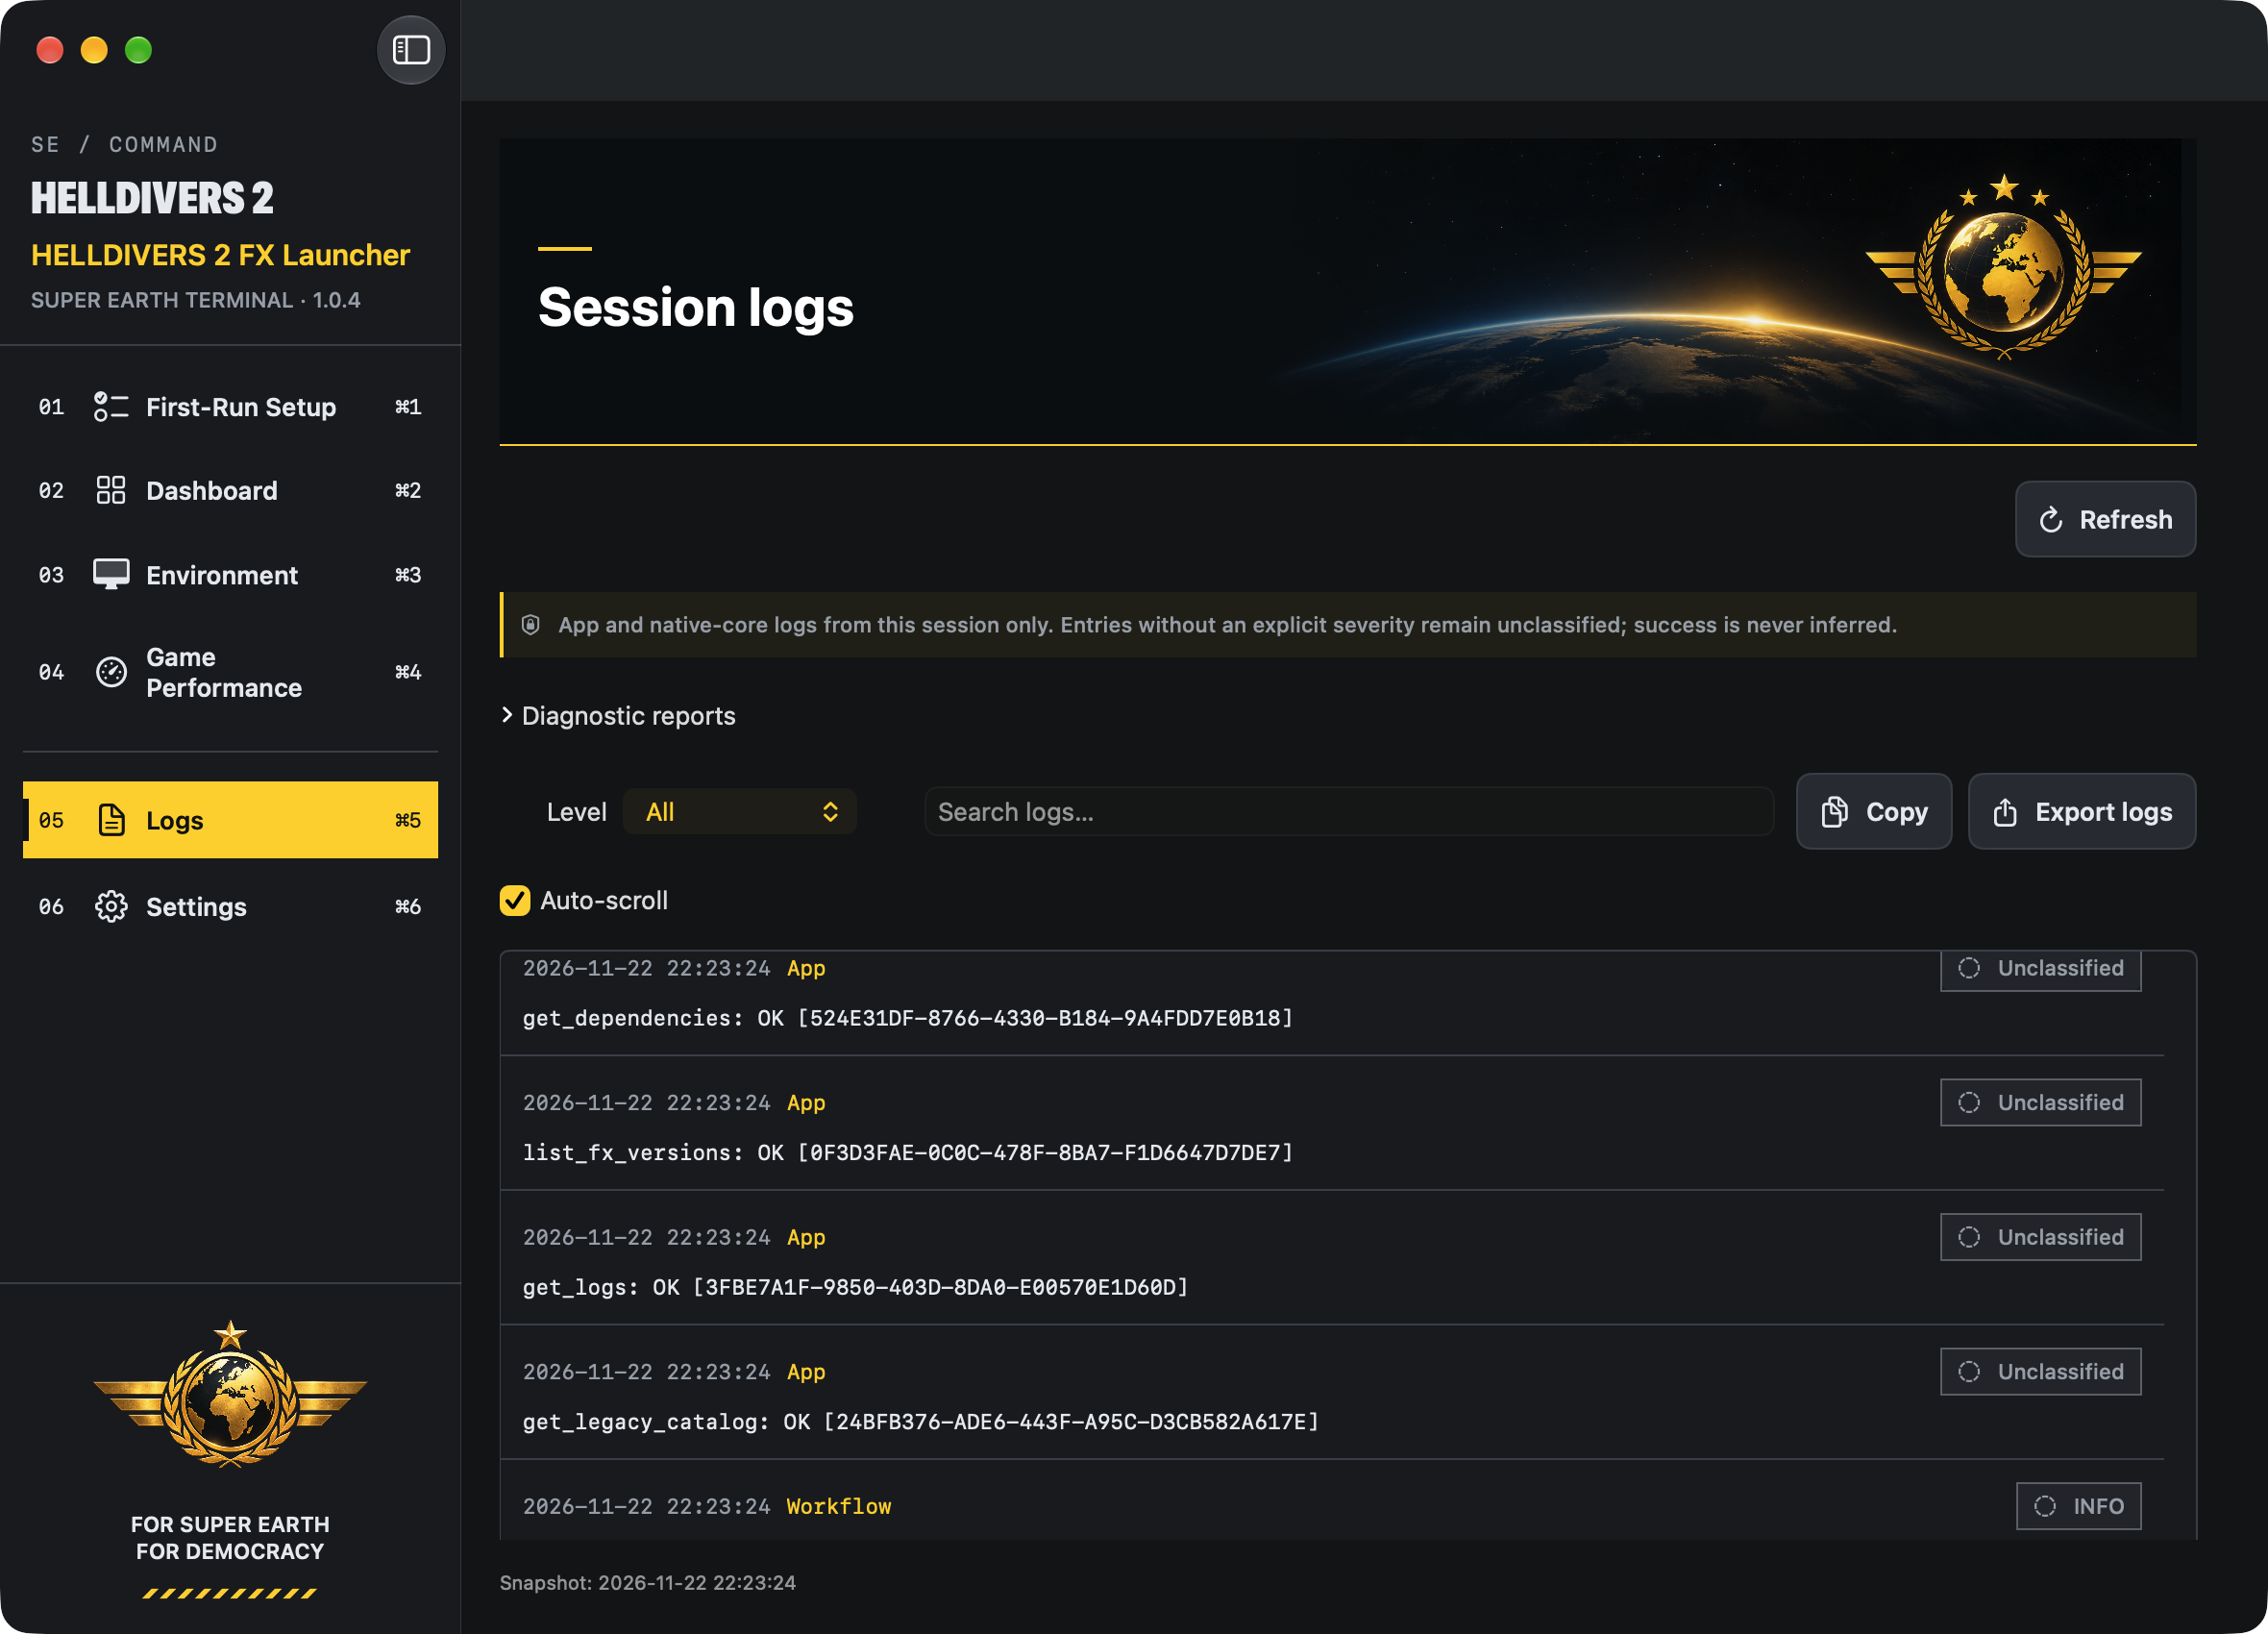 SE / COMMAND
HELLDIVERS 2
HELLDIVERS 2 FX Launcher
SUPER EARTH TERMINAL · 1.0.4
01 First-Run Setup ⌘1
02 Dashboard ⌘2
03 Environment ⌘3
04 Game Performance ⌘4
05 Logs ⌘5
06 Settings ⌘6
FOR SUPER EARTH
FOR DEMOCRACY
Session logs
Refresh
App and native-core logs from this session only. Entries without an explicit severity remain unclassified; success is never inferred.
Diagnostic reports
Level All Search logs... Copy Export logs
Auto-scroll
2026-11-22 22:23:24 App Unclassified
get_dependencies: OK [524E31DF-8766-4330-B184-9A4FDD7E0B18]
2026-11-22 22:23:24 App Unclassified
list_fx_versions: OK [0F3D3FAE-0C0C-478F-8BA7-F1D6647D7DE7]
2026-11-22 22:23:24 App Unclassified
get_logs: OK [3FBE7A1F-9850-403D-8DA0-E00570E1D60D]
2026-11-22 22:23:24 App Unclassified
get_legacy_catalog: OK [24BFB376-ADE6-443F-A95C-D3CB582A617E]
2026-11-22 22:23:24 Workflow INFO
Snapshot: 2026-11-22 22:23:24